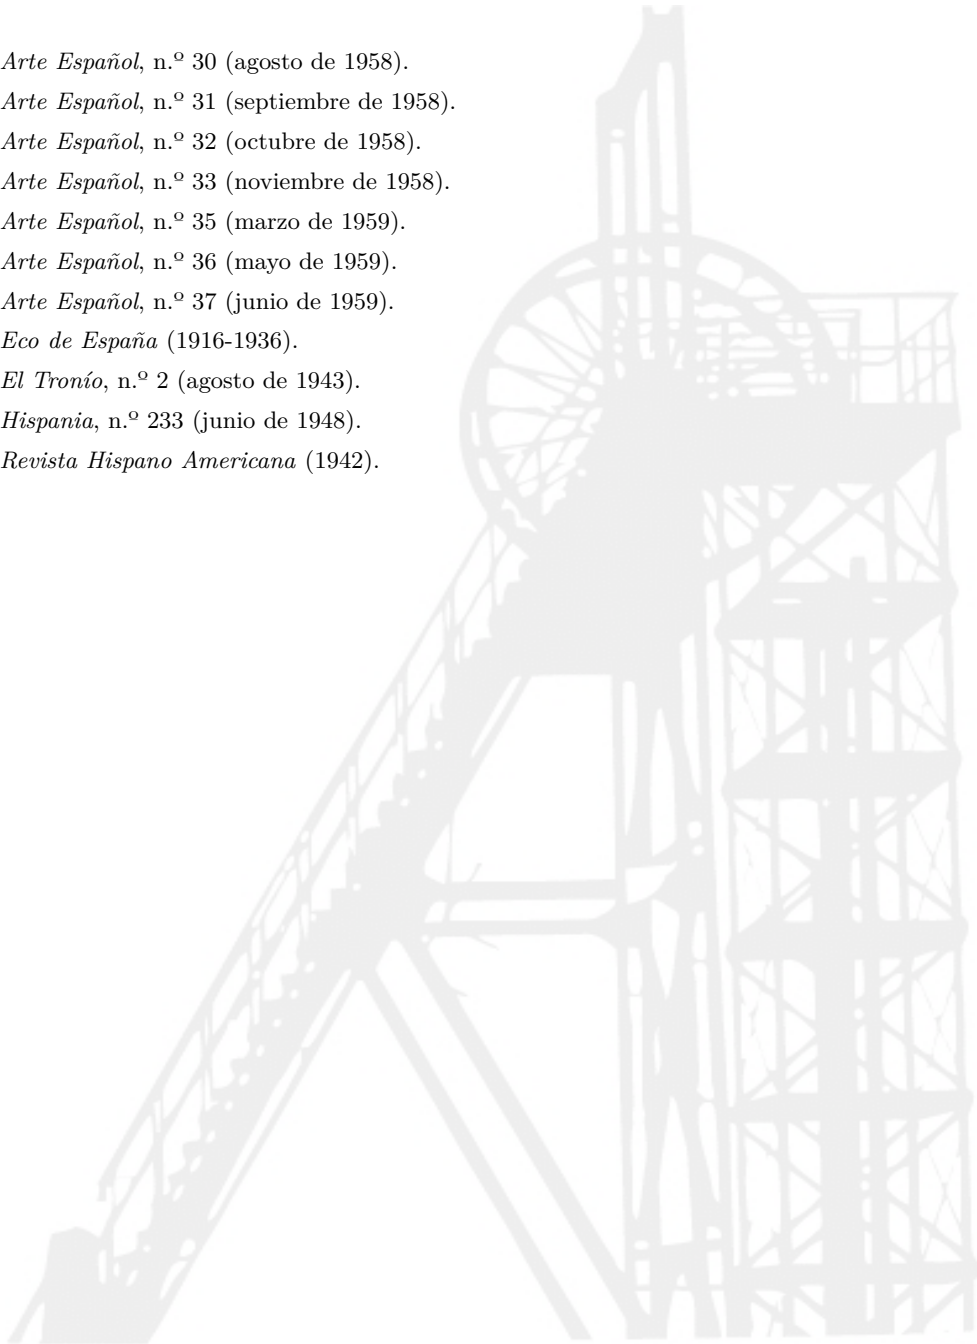 Arte Español, n.º 30 (agosto de 1958).
Arte Español, n.º 31 (septiembre de 1958).
Arte Español, n.º 32 (octubre de 1958).
Arte Español, n.º 33 (noviembre de 1958).
Arte Español, n.º 35 (marzo de 1959).
Arte Español, n.º 36 (mayo de 1959).
Arte Español, n.º 37 (junio de 1959).
Eco de España (1916-1936).
El Tronío, n.º 2 (agosto de 1943).
Hispania, n.º 233 (junio de 1948).
Revista Hispano Americana (1942).